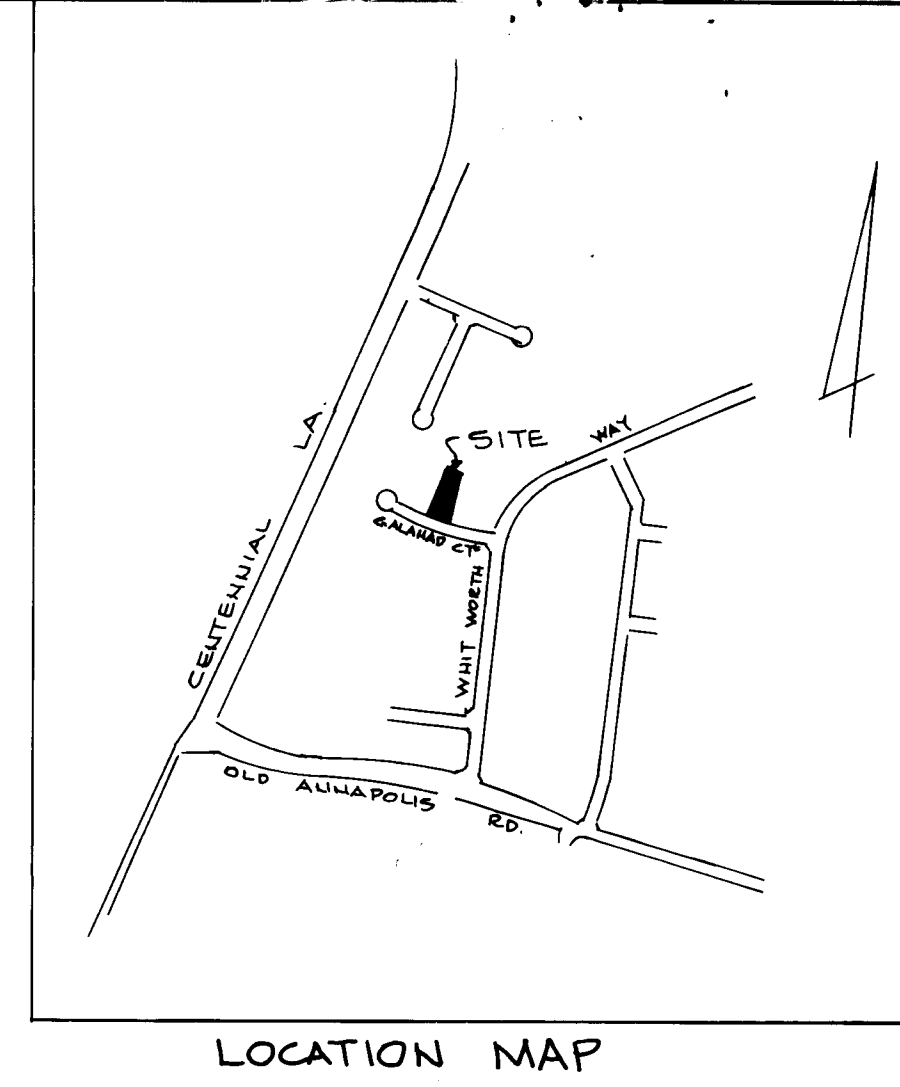 LA.
SITE
WAY
GALAHAD CT.
CENTENNIAL
WHIT WORTH
OLD ANNAPOLIS
RD.
LOCATION MAP